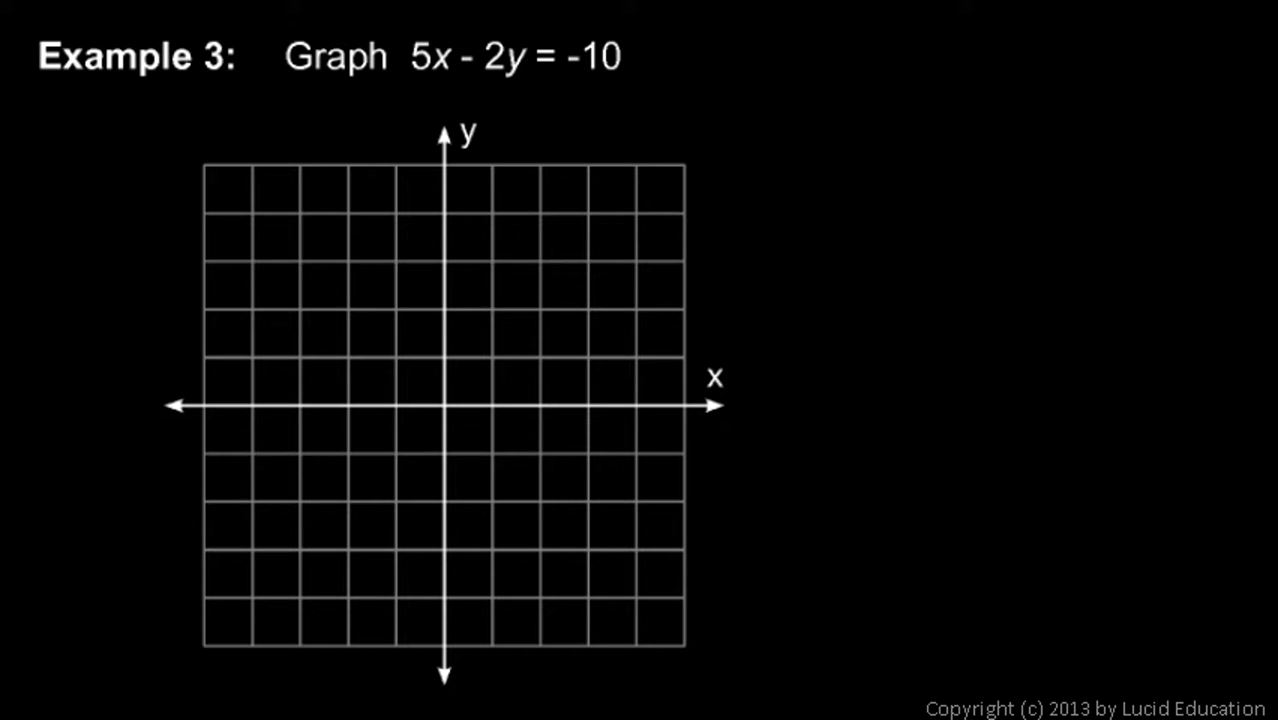 Example 3: Graph 5x - 2y = -10
y
x
Copyright (c) 2013 by Lucid Education